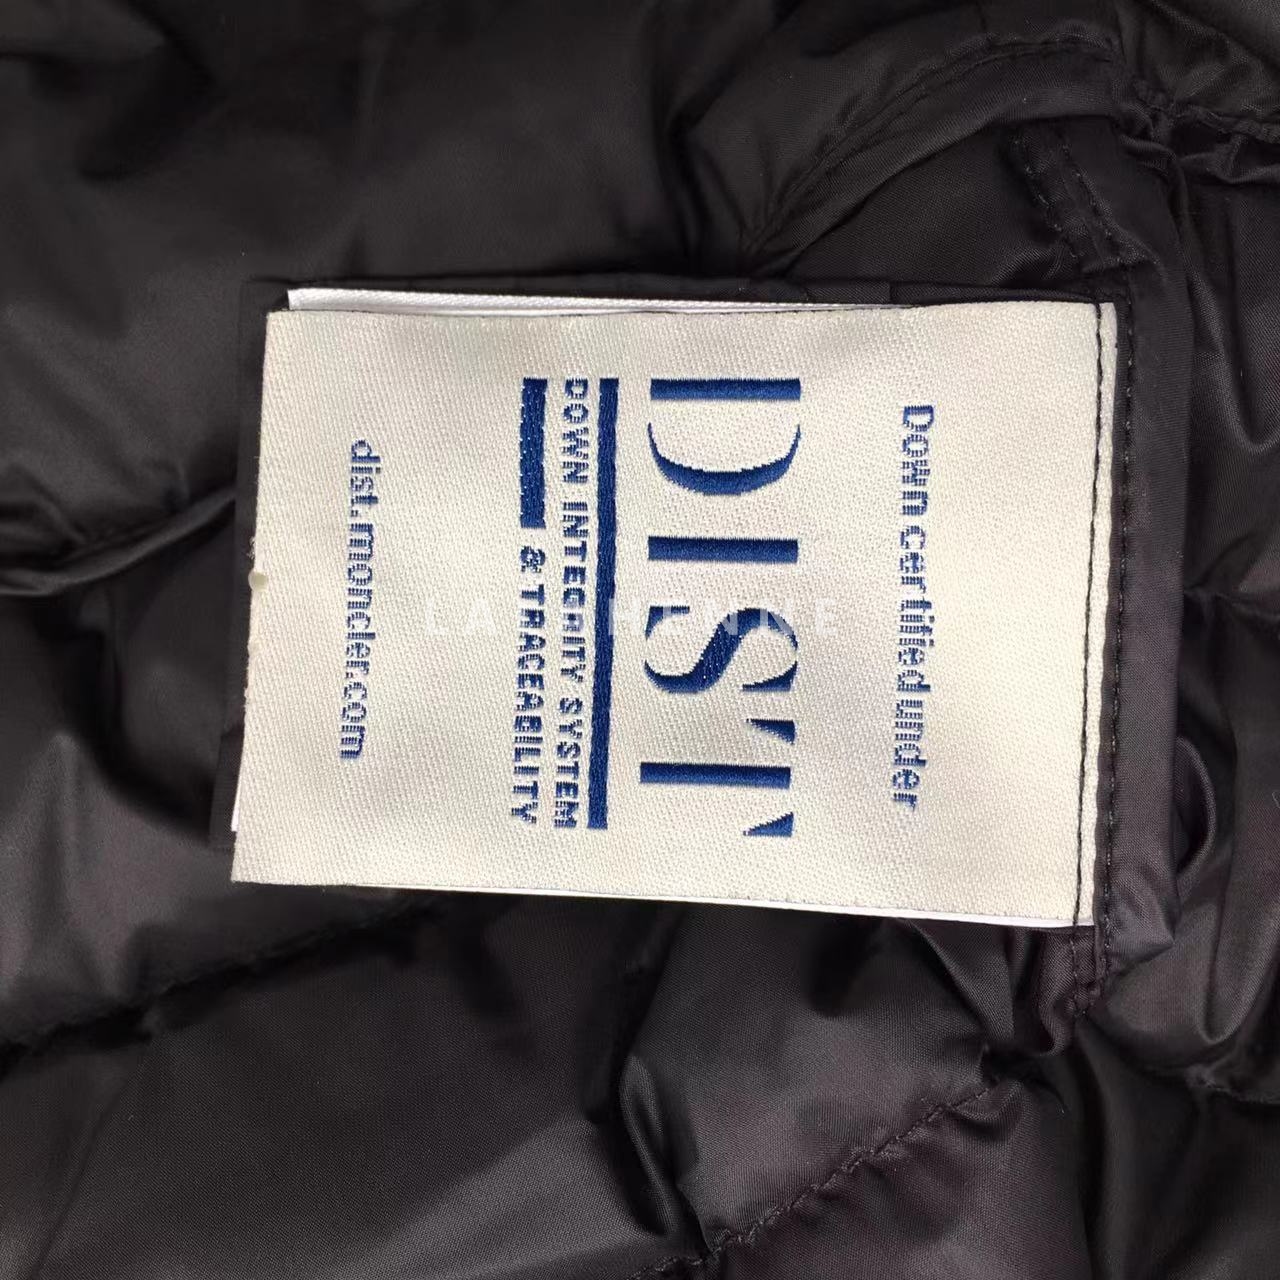 Down certified under
DIST
DOWN INTEGRITY SYSTEM
& TRACEABILITY
dist.moncler.com